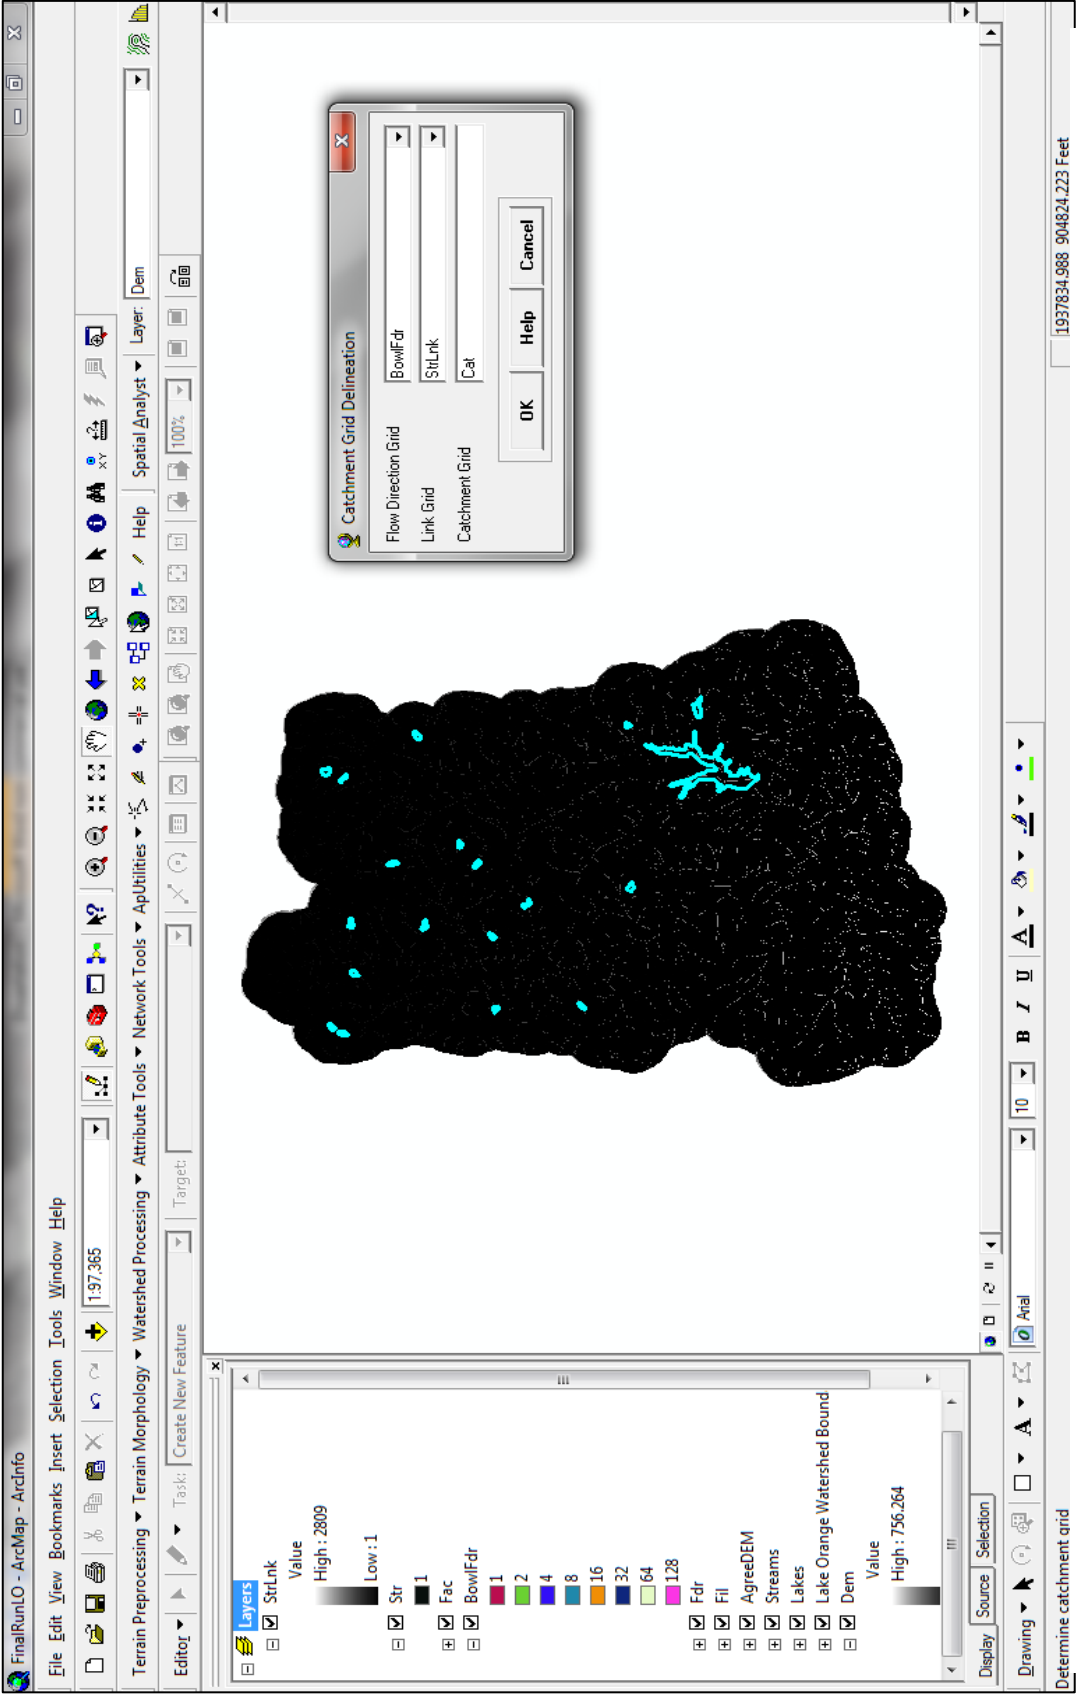 FinalRunLO - ArcMap - ArcInfo
File Edit View Bookmarks Insert Selection Tools Window Help
1:97,365
Terrain Preprocessing Terrain Morphology Watershed Processing Attribute Tools Network Tools ApUtilities Help Spatial Analyst Layer: Dem
Editor Task: Create New Feature Target: 1:1 100%
Layers
StrLnk
Value
High : 2809
Low : 1
Str
1
Fac
BowlFdr
1
2
4
8
16
32
64
128
Fdr
Fil
AgreeDEM
Streams
Lakes
Lake Orange Watershed Bound
Dem
Value
High : 756.264
Display Source Selection
Catchment Grid Delineation
Flow Direction Grid BowlFdr
Link Grid StrLnk
Catchment Grid Cat
OK Help Cancel
Drawing A Arial 10 B I U A
Determine catchment grid 1937834.988 904824.223 Feet